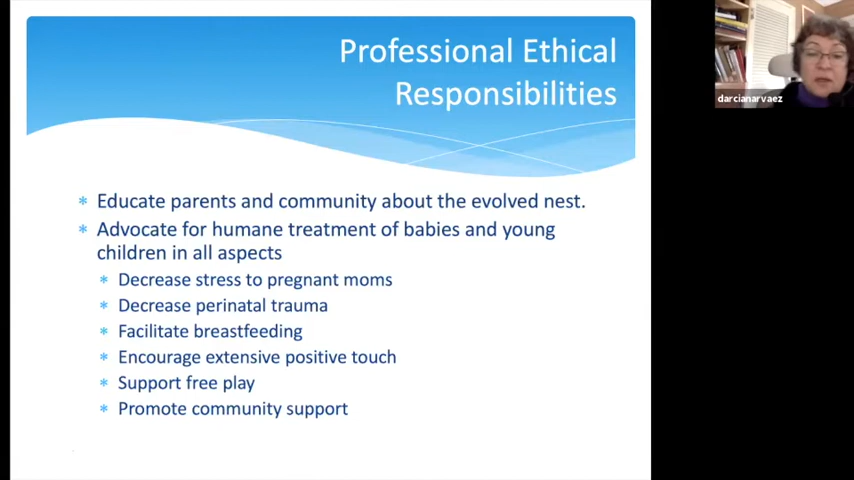 Professional Ethical
Responsibilities
* Educate parents and community about the evolved nest.
* Advocate for humane treatment of babies and young
children in all aspects
* Decrease stress to pregnant moms
* Decrease perinatal trauma
* Facilitate breastfeeding
* Encourage extensive positive touch
* Support free play
* Promote community support
darcianarvaez